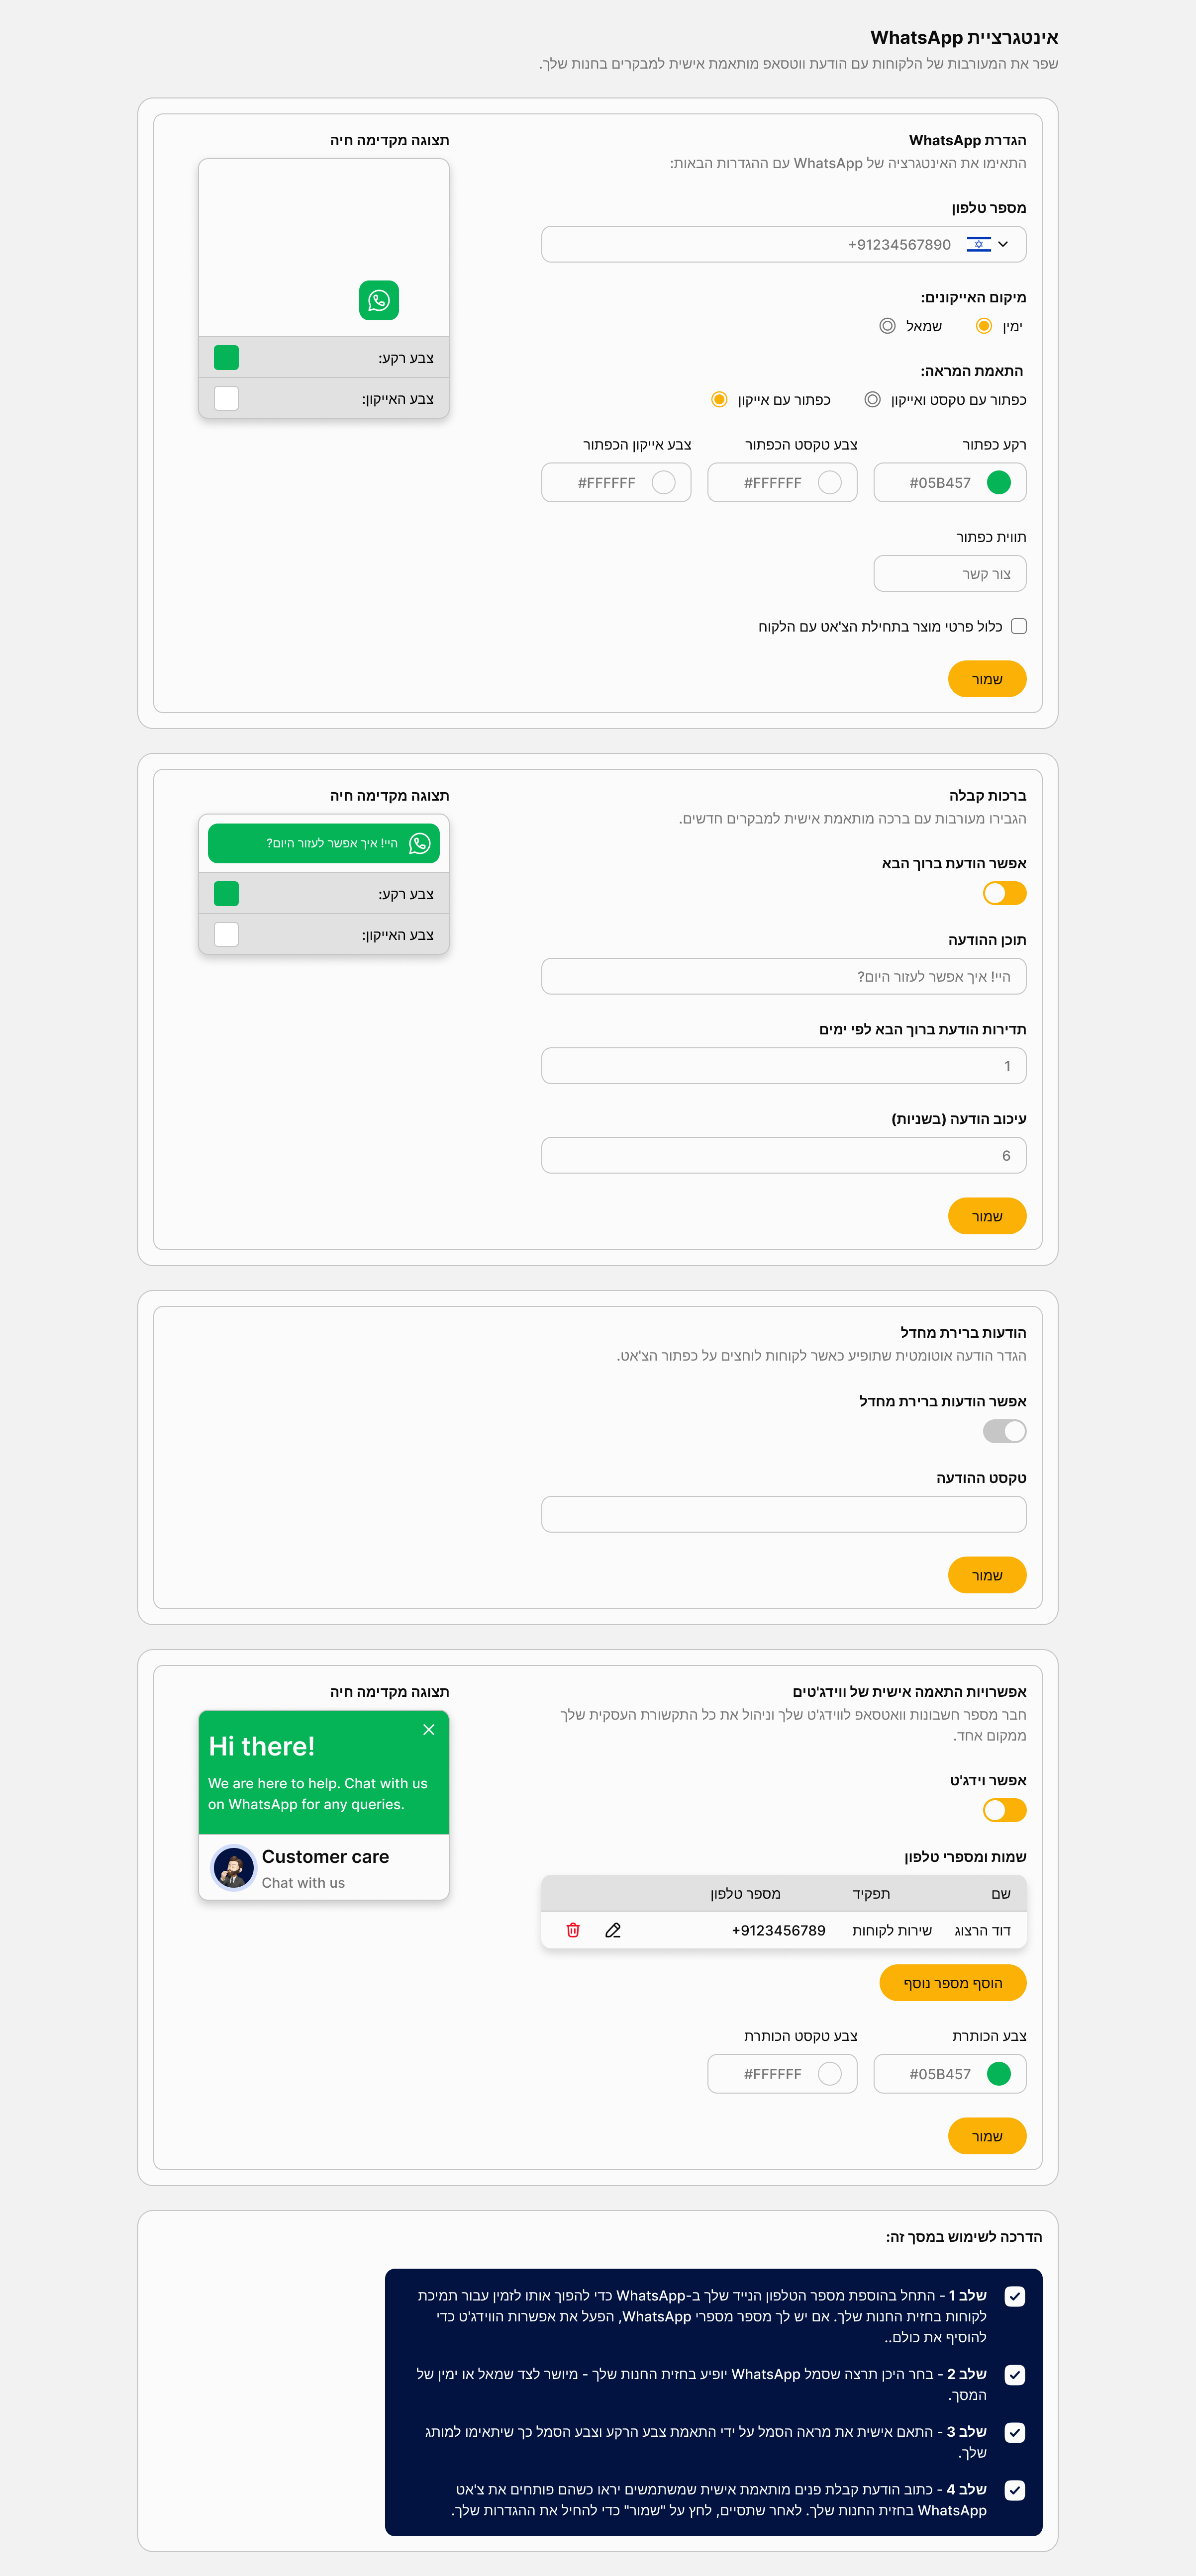 אינטגרציית WhatsApp
שפר את המעורבות של הלקוחות עם הודעת ווטסאפ מותאמת אישית למבקרים בחנות שלך.
הגדרת WhatsApp
התאימו את האינטגרציה של WhatsApp עם ההגדרות הבאות:
מספר טלפון
+91234567890
מיקום האייקונים:
ימין
שמאל
התאמת המראה:
כפתור עם טקסט ואייקון
כפתור עם אייקון
רקע כפתור
צבע טקסט הכפתור
צבע אייקון הכפתור
#05B457
#FFFFFF
#FFFFFF
תווית כפתור
צור קשר
כלול פרטי מוצר בתחילת הצ'אט עם הלקוח
שמור
תצוגה מקדימה חיה
צבע רקע:
צבע האייקון:
ברכות קבלה
הגבירו מעורבות עם ברכה מותאמת אישית למבקרים חדשים.
אפשר הודעת ברוך הבא
תוכן ההודעה
היי! איך אפשר לעזור היום?
תדירות הודעת ברוך הבא לפי ימים
1
עיכוב הודעה (בשניות)
6
שמור
תצוגה מקדימה חיה
היי! איך אפשר לעזור היום?
צבע רקע:
צבע האייקון:
הודעות ברירת מחדל
הגדר הודעה אוטומטית שתופיע כאשר לקוחות לוחצים על כפתור הצ'אט.
אפשר הודעות ברירת מחדל
טקסט ההודעה
שמור
אפשרויות התאמה אישית של ווידג'טים
חבר מספר חשבונות וואטסאפ לווידג'ט שלך וניהול את כל התקשורת העסקית שלך
ממקום אחד.
אפשר וידג'ט
שמות ומספרי טלפון
שם
תפקיד
מספר טלפון
דוד הרצוג
שירות לקוחות
+9123456789
הוסף מספר נוסף
צבע הכותרת
צבע טקסט הכותרת
#05B457
#FFFFFF
שמור
תצוגה מקדימה חיה
Hi there!
We are here to help. Chat with us
on WhatsApp for any queries.
Customer care
Chat with us
הדרכה לשימוש במסך זה:
שלב 1 - התחל בהוספת מספר הטלפון הנייד שלך ב-WhatsApp כדי להפוך אותו לזמין עבור תמיכת
לקוחות בחזית החנות שלך. אם יש לך מספר מספרי WhatsApp, הפעל את אפשרות הווידג'ט כדי
להוסיף את כולם..
שלב 2 - בחר היכן תרצה שסמל WhatsApp יופיע בחזית החנות שלך - מיושר לצד שמאל או ימין של
המסך.
שלב 3 - התאם אישית את מראה הסמל על ידי התאמת צבע הרקע וצבע הסמל כך שיתאימו למותג
שלך.
שלב 4 - כתוב הודעת קבלת פנים מותאמת אישית שמשתמשים יראו כשהם פותחים את צ'אט
WhatsApp בחזית החנות שלך. לאחר שתסיים, לחץ על "שמור" כדי להחיל את ההגדרות שלך.